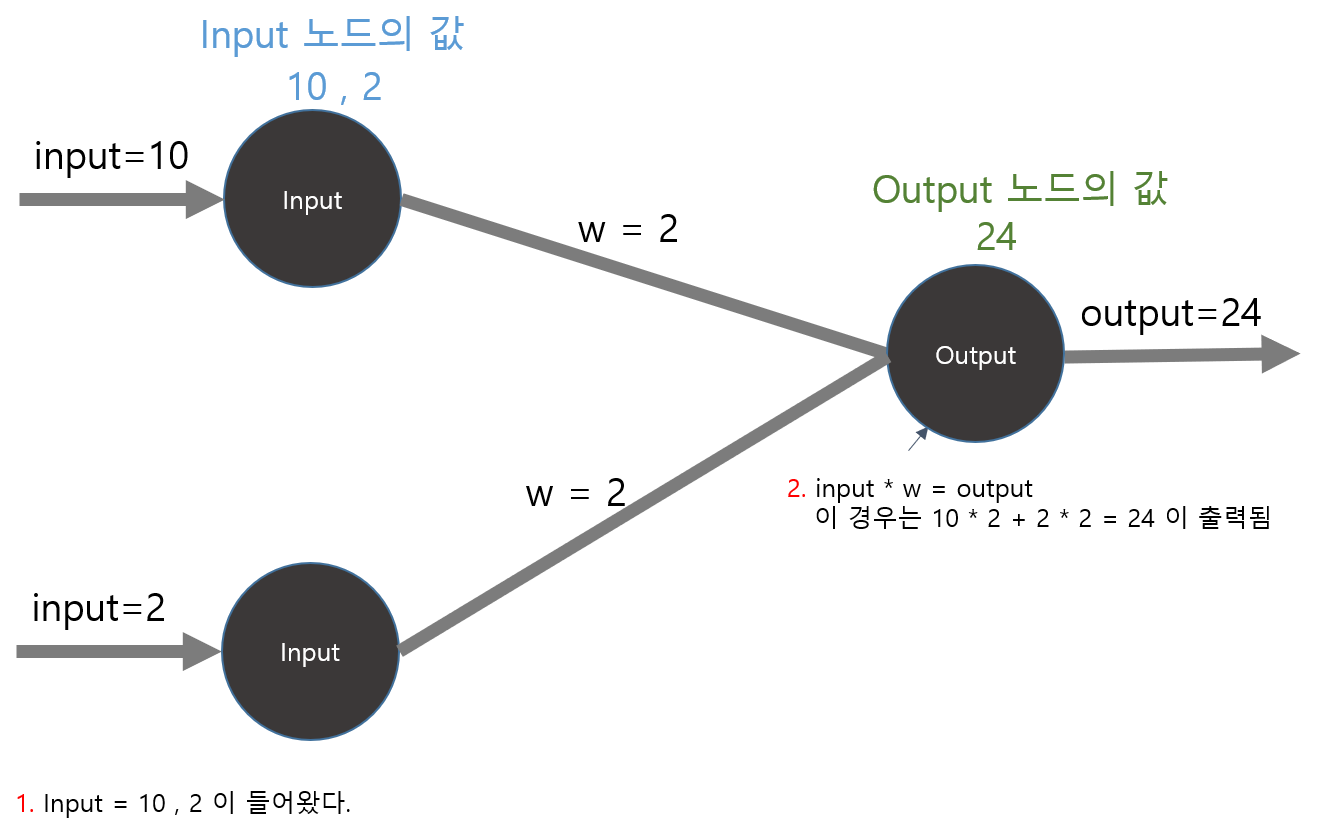 Input 노드의 값
10 , 2
input=10
Input
w = 2
Output 노드의 값
24
output=24
Output
w = 2
2. input * w = output
이 경우는 10 * 2 + 2 * 2 = 24 이 출력됨
input=2
Input
1. Input = 10 , 2 이 들어왔다.